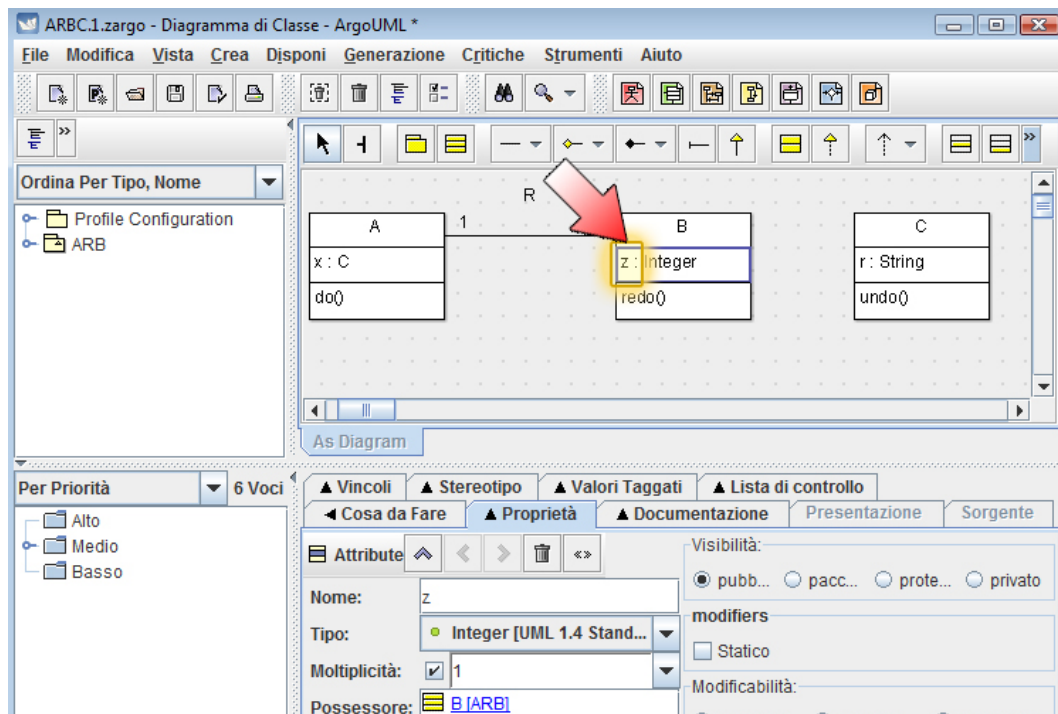 ARBC.1.zargo - Diagramma di Classe - ArgoUML *
File Modifica Vista Crea Disponi Generazione Critiche Strumenti Aiuto
Ordina Per Tipo, Nome
Profile Configuration
ARB
R
A
1
B
C
x : C
z : Integer
r : String
do()
redo()
undo()
As Diagram
Per Priorità
6 Voci
Alto
Medio
Basso
Vincoli
Stereotipo
Valori Taggati
Lista di controllo
Cosa da Fare
Proprietà
Documentazione
Presentazione
Sorgente
Attribute
Nome:
z
Tipo:
Integer [UML 1.4 Stand...
Moltiplicità:
1
Possessore:
B [ARB]
Visibilità:
pubb... pacc... prote... privato
modifiers
Statico
Modificabilità: